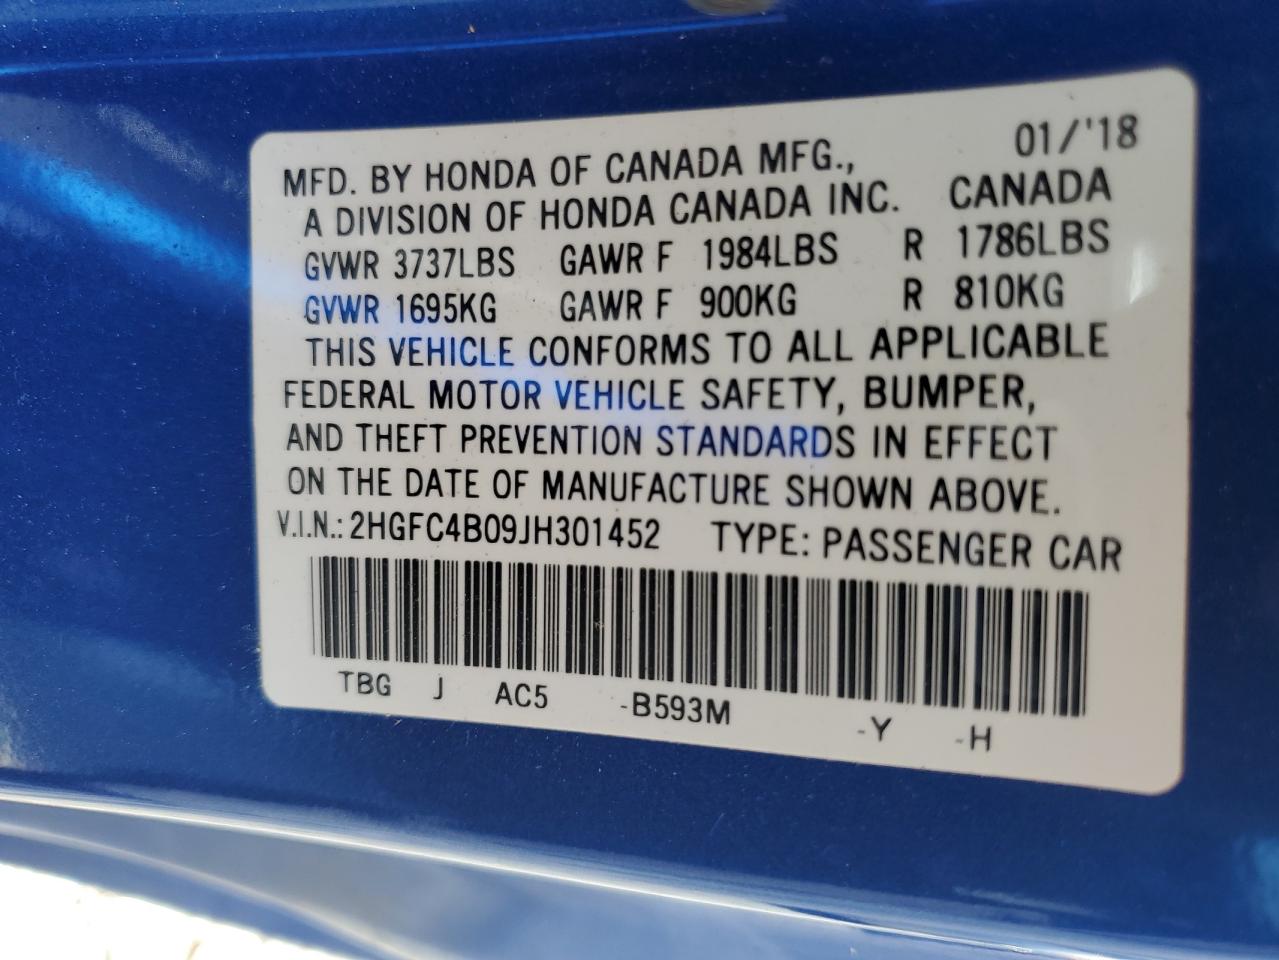 01/'18
MFD. BY HONDA OF CANADA MFG.,
A DIVISION OF HONDA CANADA INC. CANADA
GVWR 3737LBS GAWR F 1984LBS R 1786LBS
GVWR 1695KG GAWR F 900KG R 810KG
THIS VEHICLE CONFORMS TO ALL APPLICABLE
FEDERAL MOTOR VEHICLE SAFETY, BUMPER,
AND THEFT PREVENTION STANDARDS IN EFFECT
ON THE DATE OF MANUFACTURE SHOWN ABOVE.
V.I.N.: 2HGFC4B09JH301452 TYPE: PASSENGER CAR
TBG J AC5 -B593M -Y -H